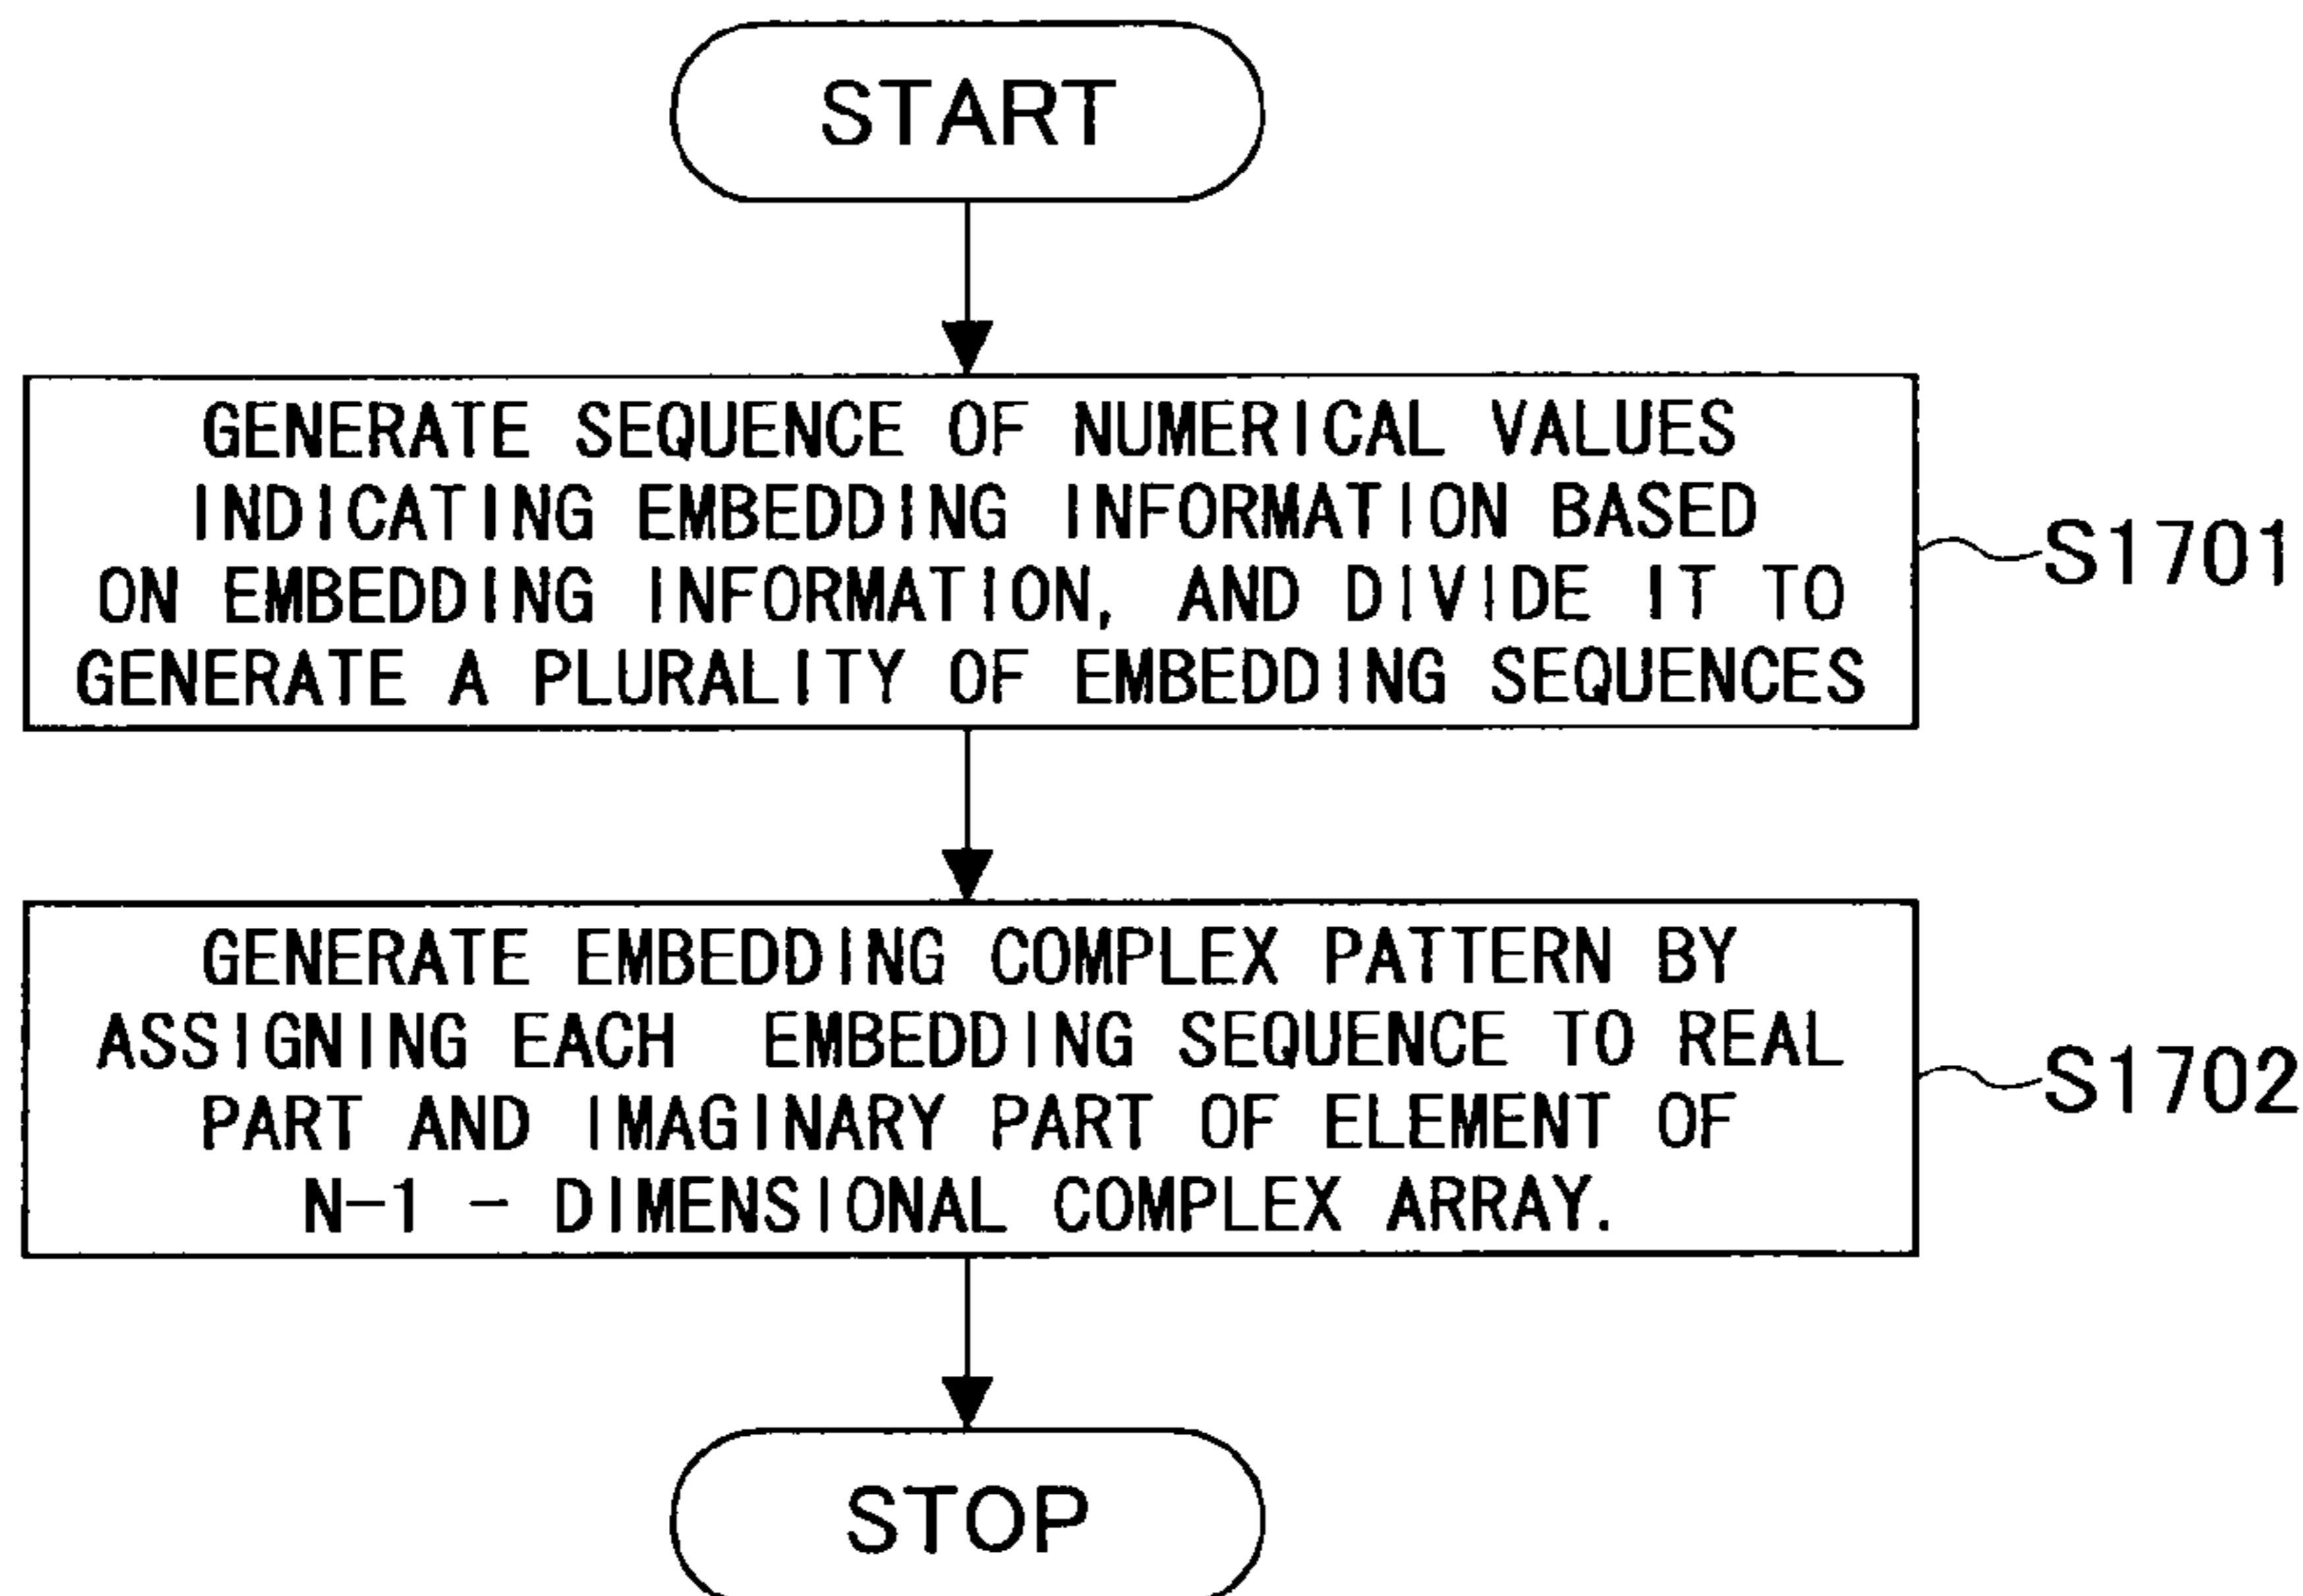 START
GENERATE SEQUENCE OF NUMERICAL VALUES
INDICATING EMBEDDING INFORMATION BASED
ON EMBEDDING INFORMATION, AND DIVIDE IT TO
GENERATE A PLURALITY OF EMBEDDING SEQUENCES
S1701
GENERATE EMBEDDING COMPLEX PATTERN BY
ASSIGNING EACH EMBEDDING SEQUENCE TO REAL
PART AND IMAGINARY PART OF ELEMENT OF
N-1 - DIMENSIONAL COMPLEX ARRAY.
S1702
STOP